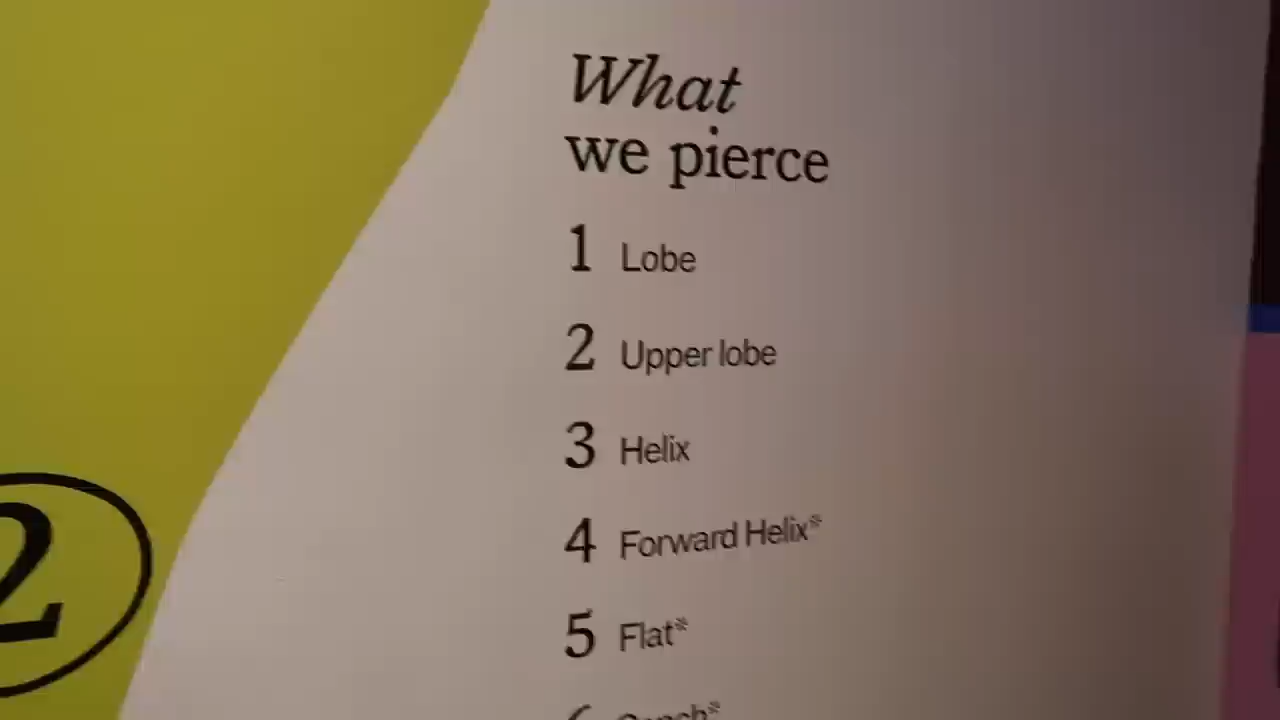 What
we pierce
1 Lobe
2 Upper lobe
3 Helix
4 Forward Helix*
5 Flat*
2